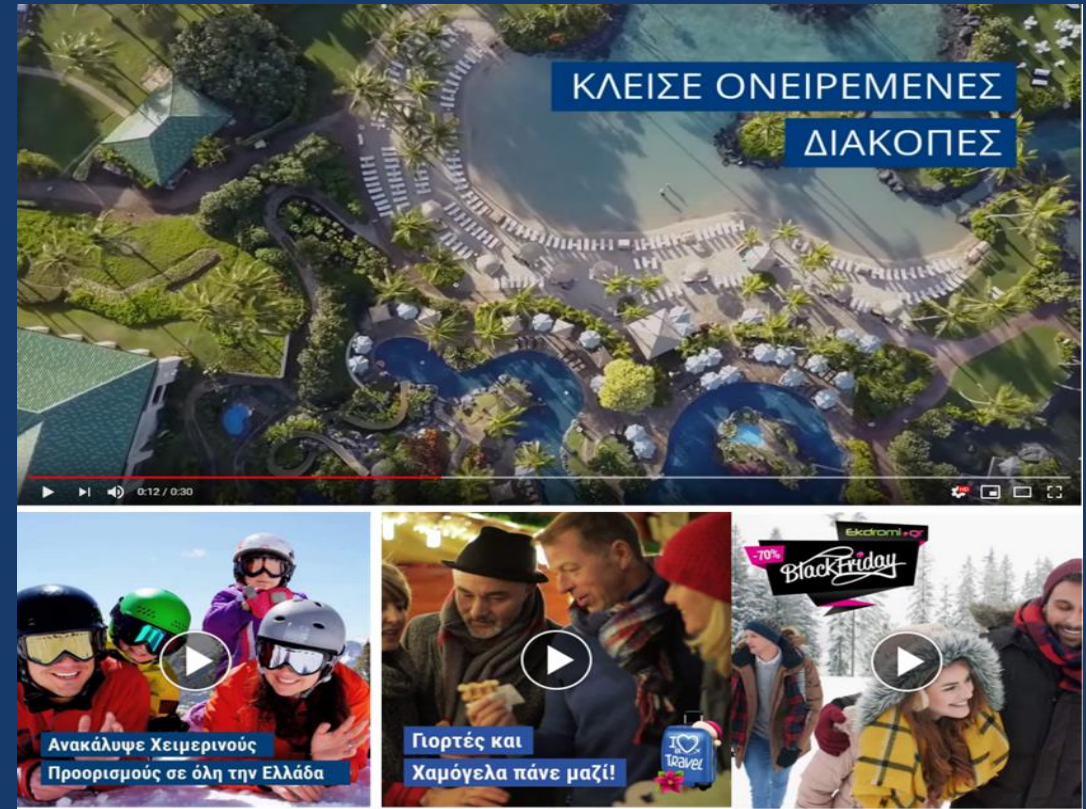 ΚΛΕΙΣΕ ΟΝΕΙΡΕΜΕΝΕΣ
ΔΙΑΚΟΠΕΣ
0:12 / 0:30
HD
Ανακάλυψε Χειμερινούς
Προορισμούς σε όλη την Ελλάδα
Γιορτές και
Χαμόγελα πάνε μαζί!
I
TRAVEL
Ekdromi.gr
-70%
Black Friday